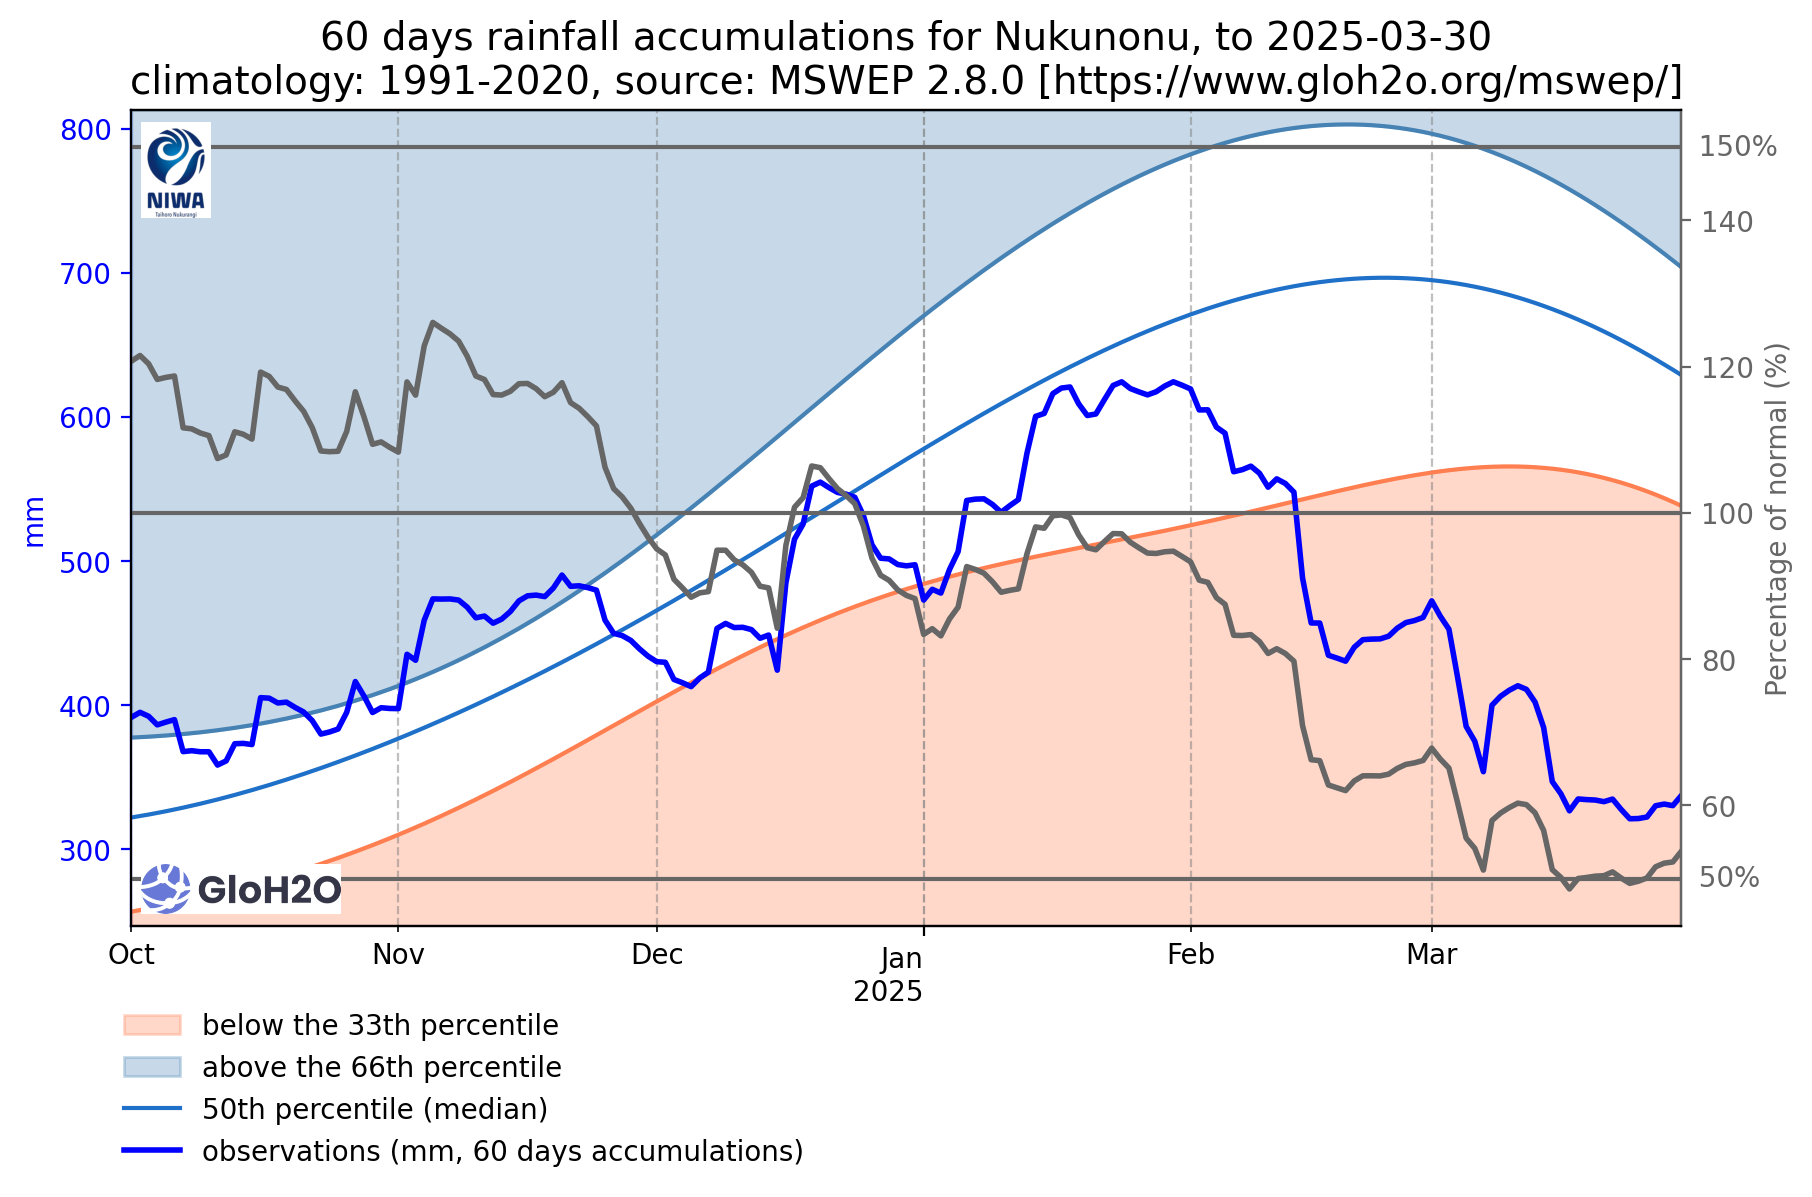 60 days rainfall accumulations for Nukunonu, to 2025-03-30
climatology: 1991-2020, source: MSWEP 2.8.0 [https://www.gloh2o.org/mswep/]
800
700
600
500
400
300
mm
NIWA
Taihoro Nukurangi
GloH2O
150%
140
120
100
80
60
50%
Percentage of normal (%)
Oct
Nov
Dec
Jan
2025
Feb
Mar
below the 33th percentile
above the 66th percentile
50th percentile (median)
observations (mm, 60 days accumulations)